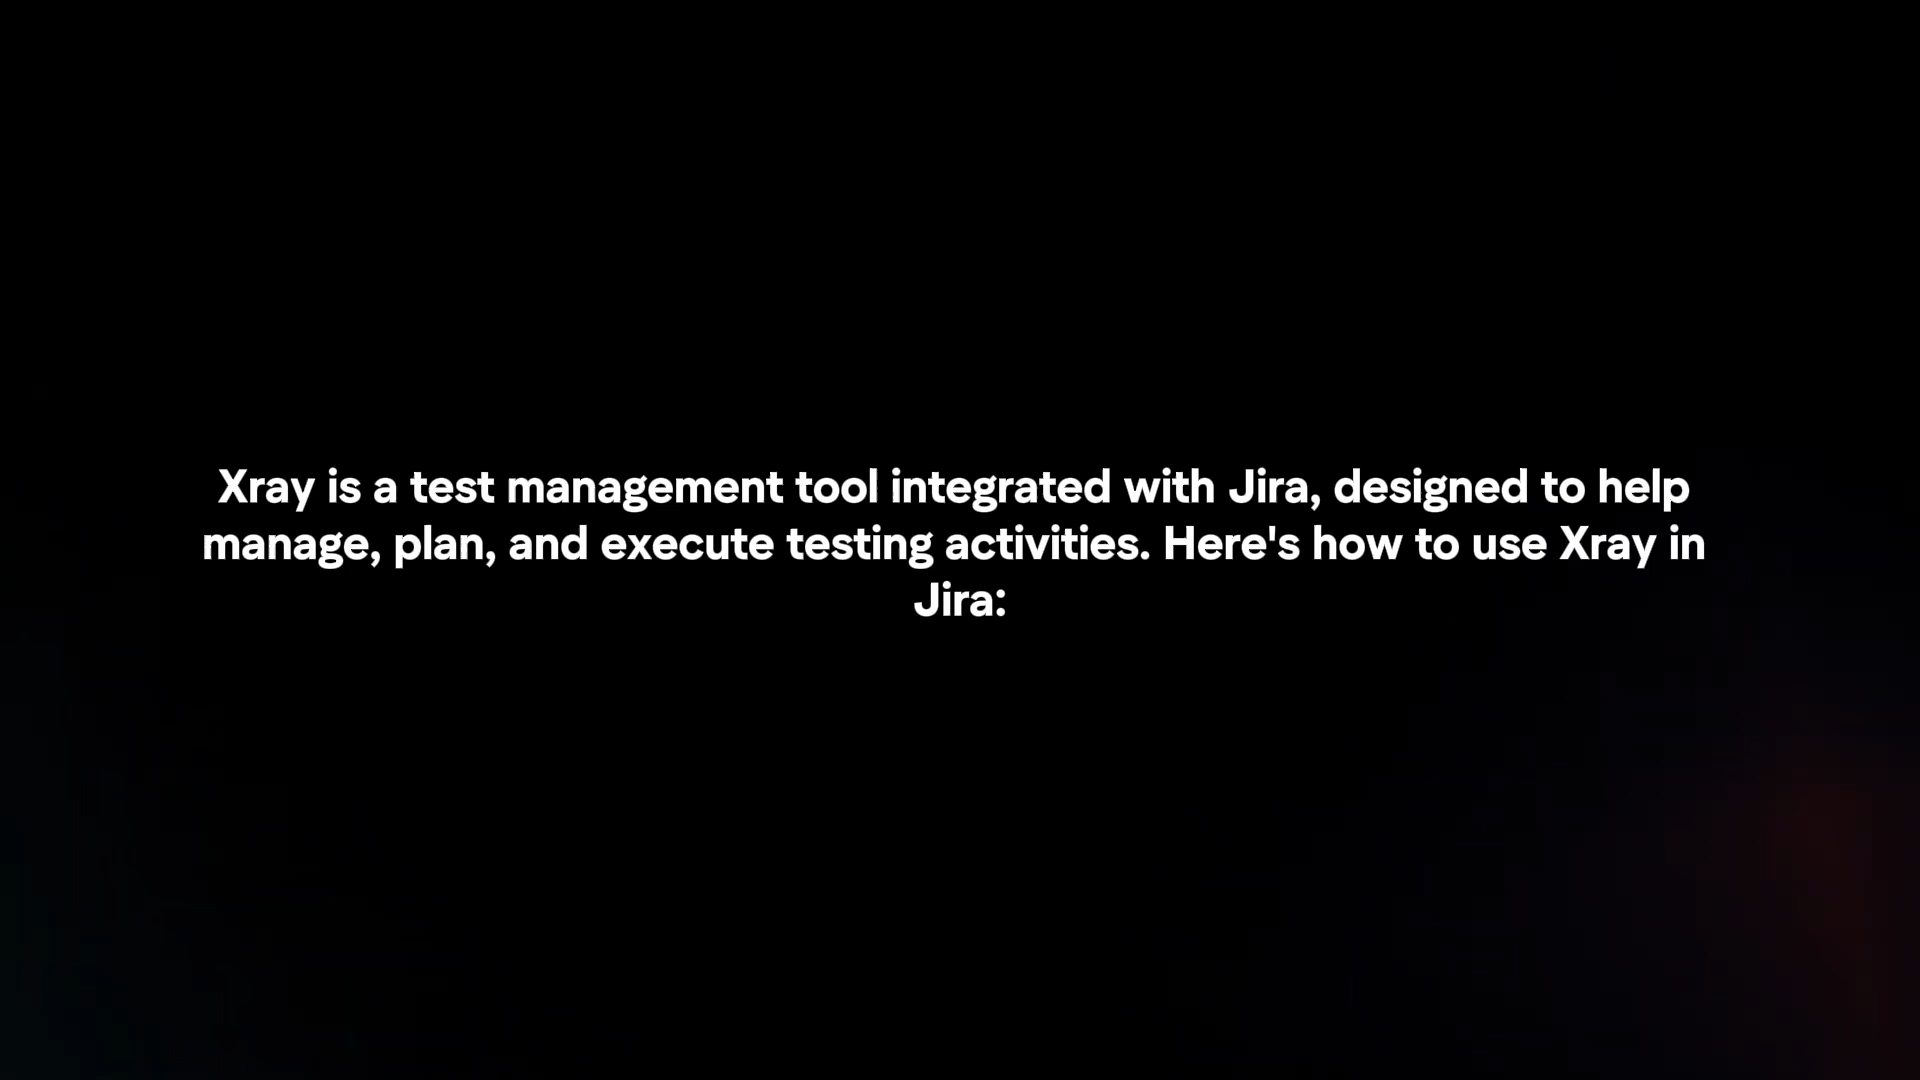 Xray is a test management tool integrated with Jira, designed to help
manage, plan, and execute testing activities. Here's how to use Xray in
Jira: